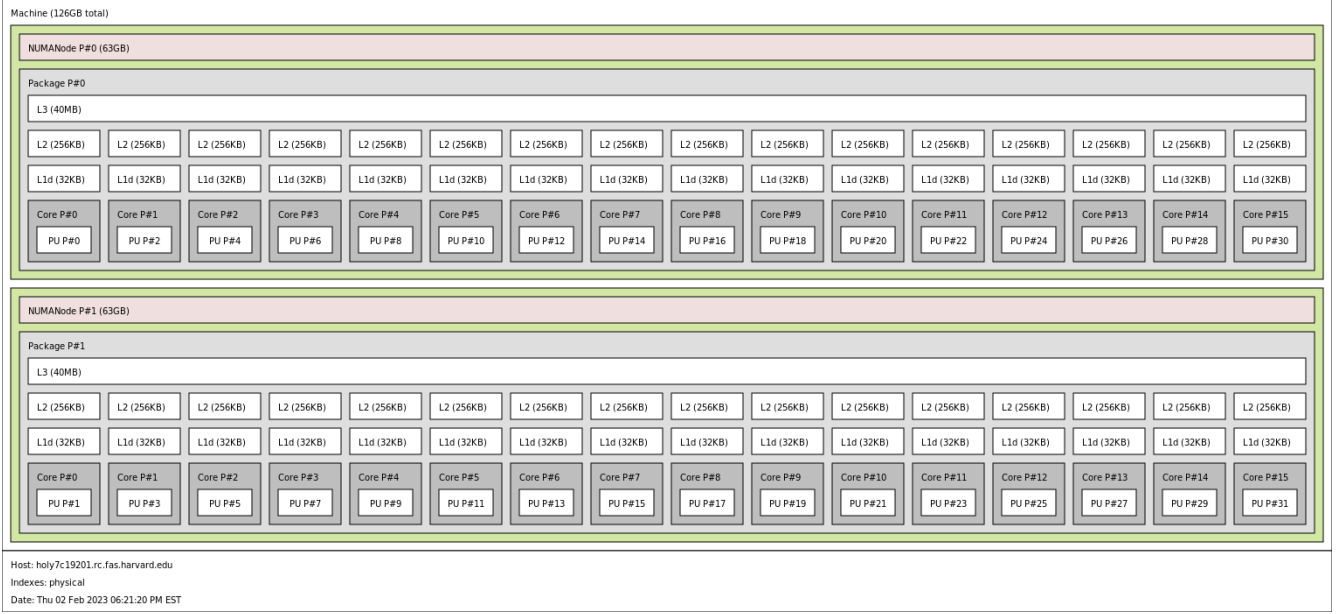 Machine (126GB total)
NUMANode P#0 (63GB)
Package P#0
L3 (40MB)
L2 (256KB) L2 (256KB) L2 (256KB) L2 (256KB) L2 (256KB) L2 (256KB) L2 (256KB) L2 (256KB) L2 (256KB) L2 (256KB) L2 (256KB) L2 (256KB) L2 (256KB) L2 (256KB) L2 (256KB) L2 (256KB)
L1d (32KB) L1d (32KB) L1d (32KB) L1d (32KB) L1d (32KB) L1d (32KB) L1d (32KB) L1d (32KB) L1d (32KB) L1d (32KB) L1d (32KB) L1d (32KB) L1d (32KB) L1d (32KB) L1d (32KB) L1d (32KB)
Core P#0 Core P#1 Core P#2 Core P#3 Core P#4 Core P#5 Core P#6 Core P#7 Core P#8 Core P#9 Core P#10 Core P#11 Core P#12 Core P#13 Core P#14 Core P#15
PU P#0 PU P#2 PU P#4 PU P#6 PU P#8 PU P#10 PU P#12 PU P#14 PU P#16 PU P#18 PU P#20 PU P#22 PU P#24 PU P#26 PU P#28 PU P#30
NUMANode P#1 (63GB)
Package P#1
L3 (40MB)
L2 (256KB) L2 (256KB) L2 (256KB) L2 (256KB) L2 (256KB) L2 (256KB) L2 (256KB) L2 (256KB) L2 (256KB) L2 (256KB) L2 (256KB) L2 (256KB) L2 (256KB) L2 (256KB) L2 (256KB) L2 (256KB)
L1d (32KB) L1d (32KB) L1d (32KB) L1d (32KB) L1d (32KB) L1d (32KB) L1d (32KB) L1d (32KB) L1d (32KB) L1d (32KB) L1d (32KB) L1d (32KB) L1d (32KB) L1d (32KB) L1d (32KB) L1d (32KB)
Core P#0 Core P#1 Core P#2 Core P#3 Core P#4 Core P#5 Core P#6 Core P#7 Core P#8 Core P#9 Core P#10 Core P#11 Core P#12 Core P#13 Core P#14 Core P#15
PU P#1 PU P#3 PU P#5 PU P#7 PU P#9 PU P#11 PU P#13 PU P#15 PU P#17 PU P#19 PU P#21 PU P#23 PU P#25 PU P#27 PU P#29 PU P#31
Host: holy7c19201.rc.fas.harvard.edu
Indexes: physical
Date: Thu 02 Feb 2023 06:21:20 PM EST